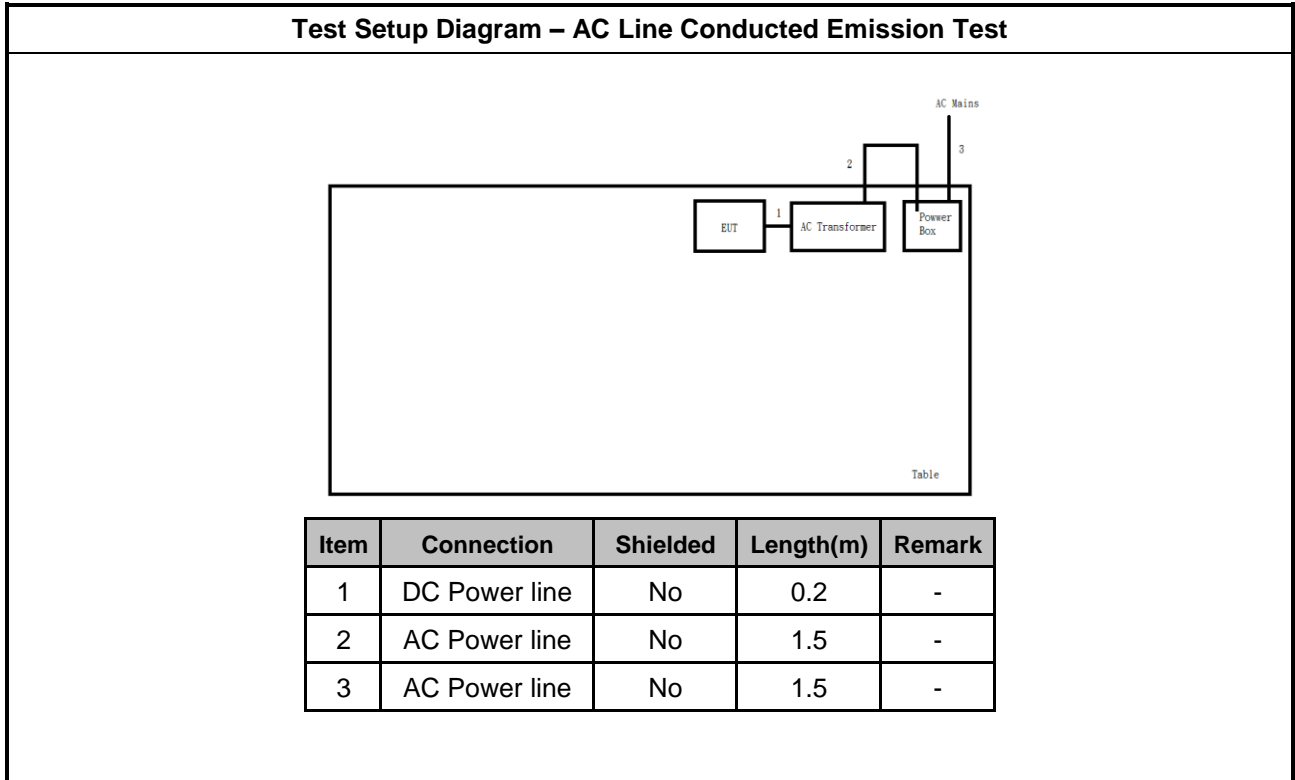 Test Setup Diagram – AC Line Conducted Emission Test
AC Mains
3
2
1
EUT
AC Transformer
Powwer
Box
Table
Item Connection Shielded Length(m) Remark
1 DC Power line No 0.2 -
2 AC Power line No 1.5 -
3 AC Power line No 1.5 -